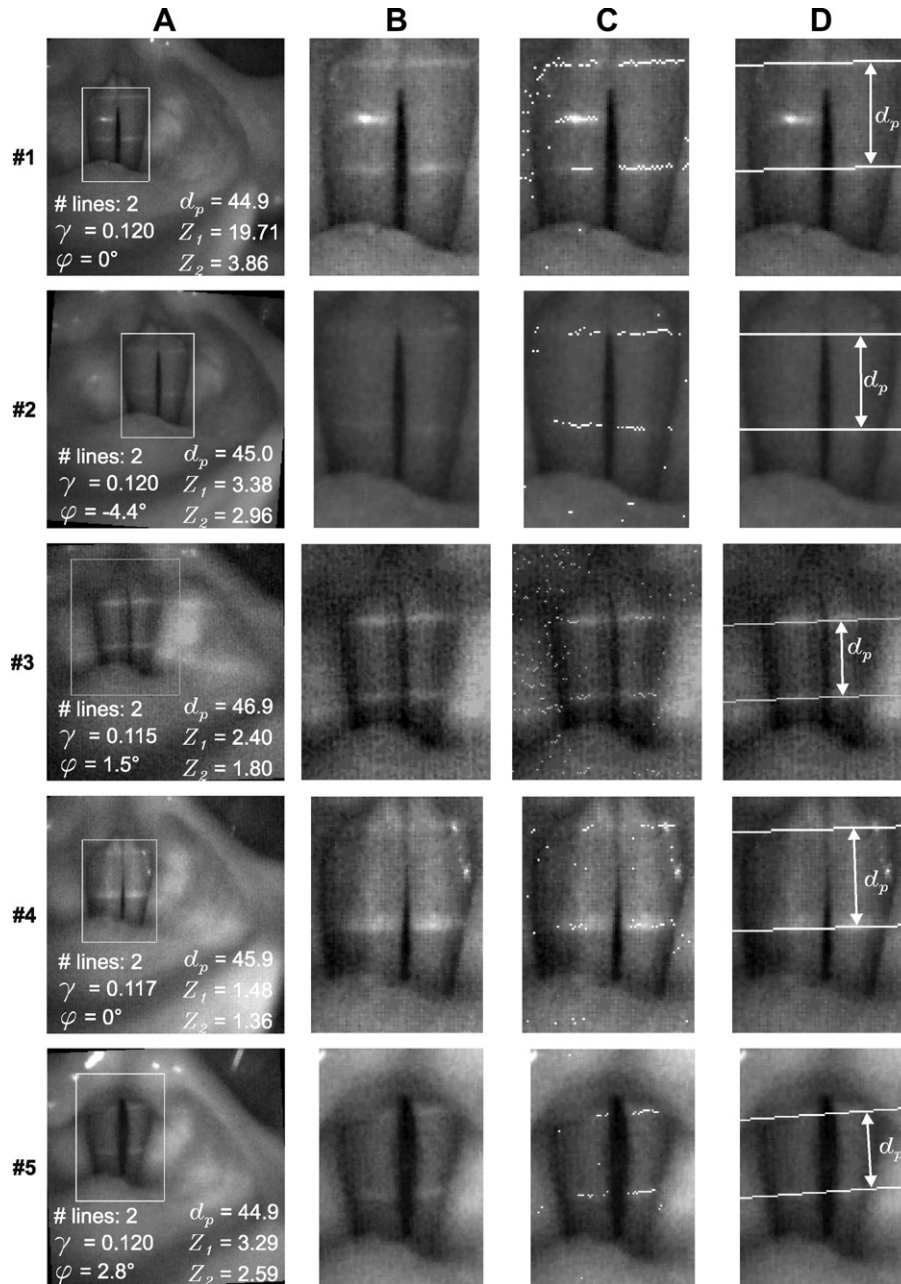 A B C D
#1
# lines: 2
γ = 0.120
φ = 0°
d_p = 44.9
Z_1 = 19.71
Z_2 = 3.86
d_p
#2
# lines: 2
γ = 0.120
φ = -4.4°
d_p = 45.0
Z_1 = 3.38
Z_2 = 2.96
d_p
#3
# lines: 2
γ = 0.115
φ = 1.5°
d_p = 46.9
Z_1 = 2.40
Z_2 = 1.80
d_p
#4
# lines: 2
γ = 0.117
φ = 0°
d_p = 45.9
Z_1 = 1.48
Z_2 = 1.36
d_p
#5
# lines: 2
γ = 0.120
φ = 2.8°
d_p = 44.9
Z_1 = 3.29
Z_2 = 2.59
d_p